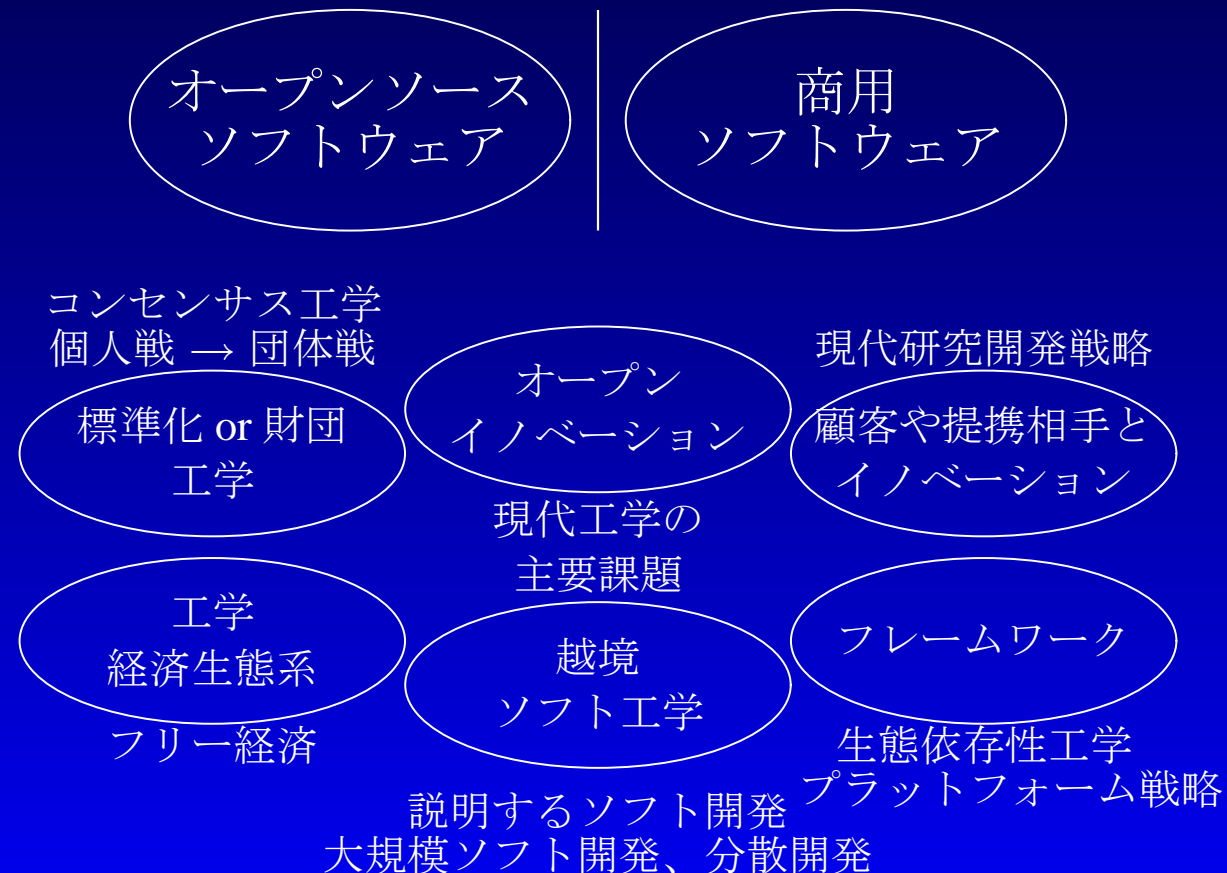 オープンソース
ソフトウェア
商用
ソフトウェア
コンセンサス工学
個人戦 → 団体戦
標準化 or 財団
工学
オープン
イノベーション
現代研究開発戦略
顧客や提携相手と
イノベーション
現代工学の
主要課題
工学
経済生態系
フリー経済
越境
ソフト工学
フレームワーク
生態依存性工学
プラットフォーム戦略
説明するソフト開発
大規模ソフト開発、分散開発